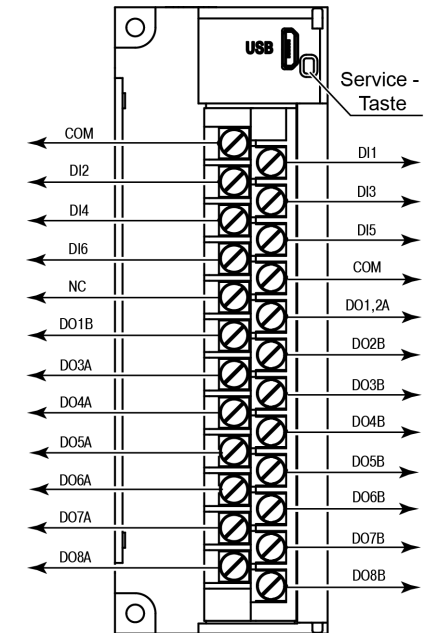 USB
Service -
Taste
COM
DI1
DI2
DI3
DI4
DI5
DI6
COM
NC
DO1,2A
DO1B
DO2B
DO3A
DO3B
DO4A
DO4B
DO5A
DO5B
DO6A
DO6B
DO7A
DO7B
DO8A
DO8B